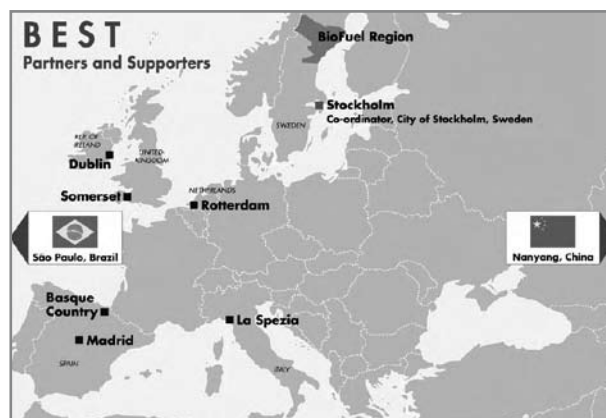 BEST
Partners and Supporters
BioFuel Region
Stockholm
Co-ordinator, City of Stockholm, Sweden
SWEDEN
REP. OF
IRELAND
UNITED-
KINGDOM
Dublin
Somerset
NETHERLANDS
Rotterdam
São Paulo, Brazil
Nanyang, China
Basque
Country
La Spezia
Madrid
SPAIN
ITALY